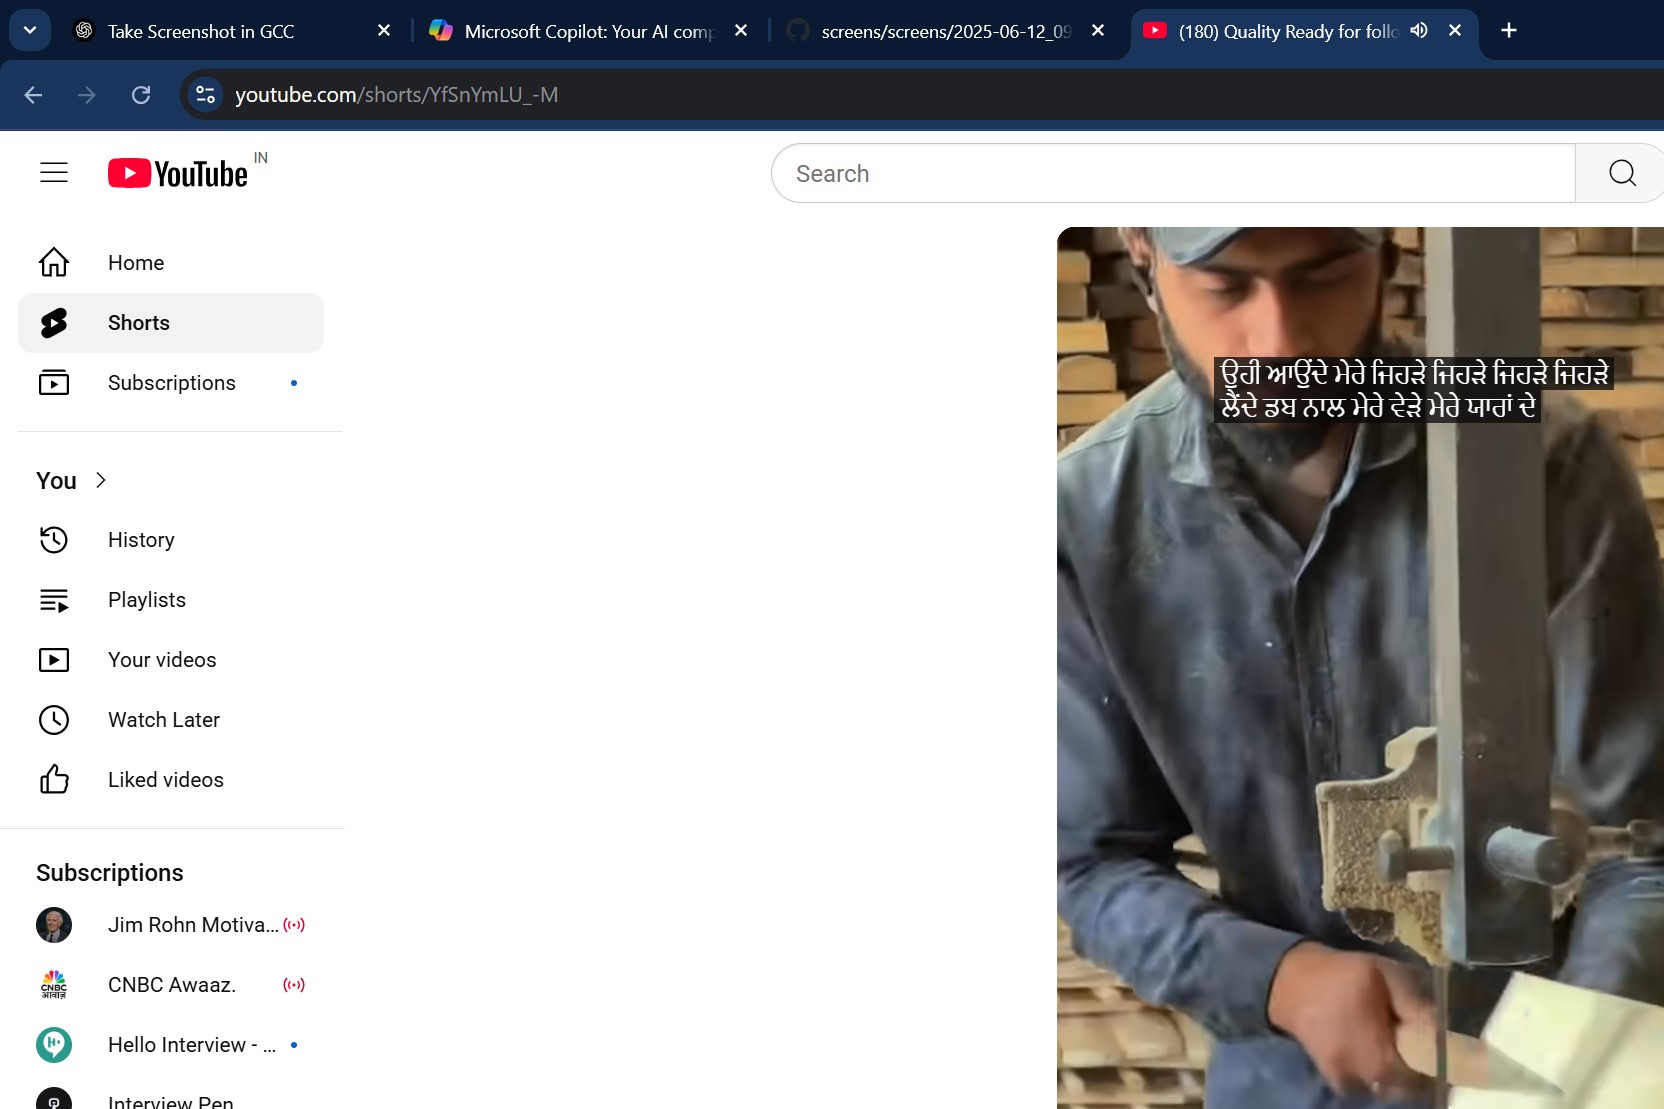 Take Screenshot in GCC
Microsoft Copilot: Your AI comp
screens/screens/2025-06-12_09
(180) Quality Ready for follo
youtube.com/shorts/YfSnYmLU_-M
YouTube IN
Search
Home
Shorts
Subscriptions
You
History
Playlists
Your videos
Watch Later
Liked videos
Subscriptions
Jim Rohn Motiva...
CNBC Awaaz.
CNBC
आवाज़
Hello Interview - ...
Interview Pen
ਉਹੀ ਆਉਂਦੇ ਮੇਰੇ ਜਿਹੜੇ ਜਿਹੜੇ ਜਿਹੜੇ ਜਿਹੜੇ
ਲੈਂਦੇ ਡਬ ਨਾਲ ਮੇਰੇ ਵੇੜੇ ਮੇਰੇ ਯਾਰਾਂ ਦੇ